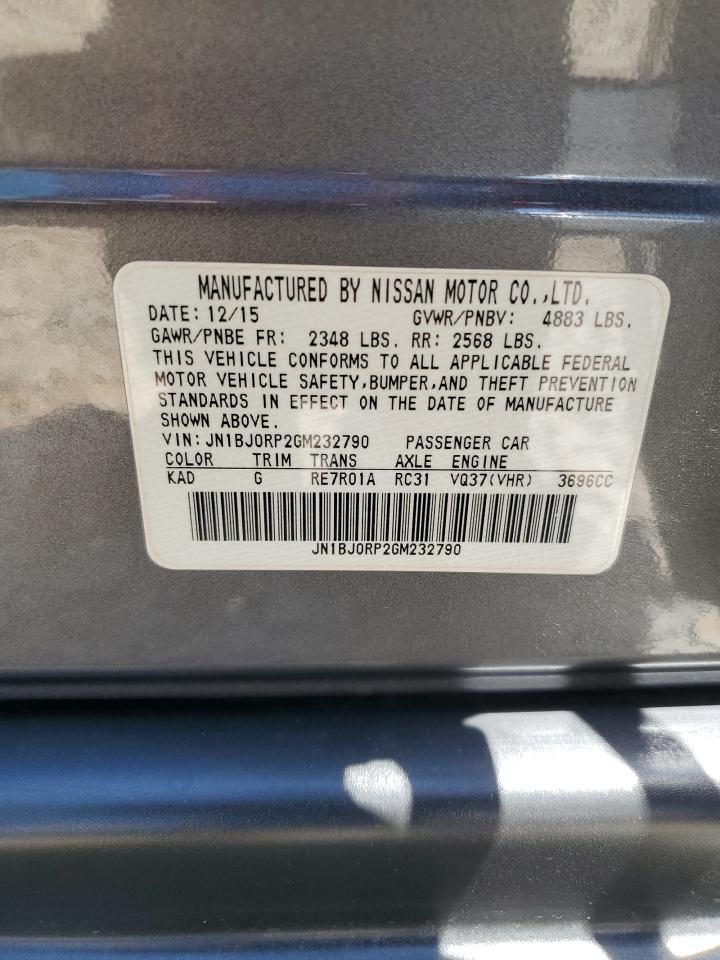 MANUFACTURED BY NISSAN MOTOR CO.,LTD.
DATE: 12/15 GVWR/PNBV: 4883 LBS.
GAWR/PNBE FR: 2348 LBS. RR: 2568 LBS.
THIS VEHICLE CONFORMS TO ALL APPLICABLE FEDERAL
MOTOR VEHICLE SAFETY,BUMPER,AND THEFT PREVENTION
STANDARDS IN EFFECT ON THE DATE OF MANUFACTURE
SHOWN ABOVE.
VIN: JN1BJ0RP2GM232790 PASSENGER CAR
COLOR TRIM TRANS AXLE ENGINE
KAD G RE7R01A RC31 VQ37(VHR) 3696CC
JN1BJ0RP2GM232790